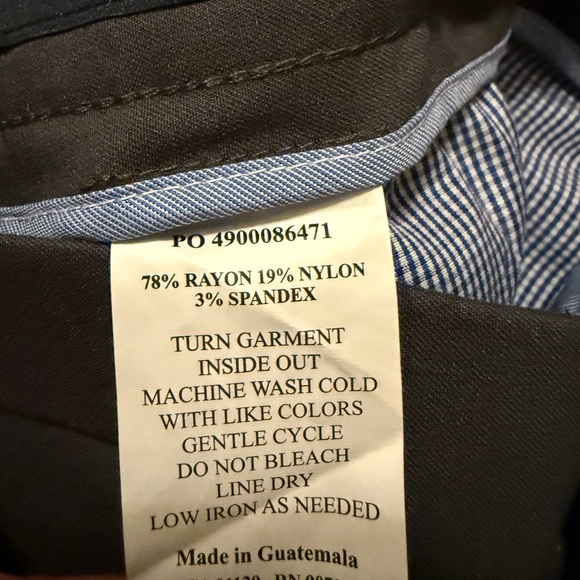 PO 4900086471
78% RAYON 19% NYLON
3% SPANDEX
TURN GARMENT
INSIDE OUT
MACHINE WASH COLD
WITH LIKE COLORS
GENTLE CYCLE
DO NOT BLEACH
LINE DRY
LOW IRON AS NEEDED
Made in Guatemala